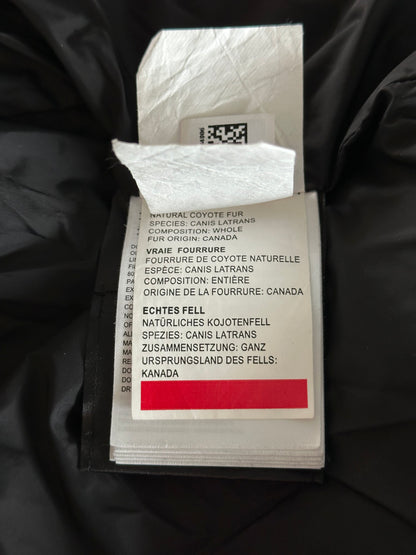 NATURAL COYOTE FUR
SPECIES: CANIS LATRANS
COMPOSITION: WHOLE
FUR ORIGIN: CANADA
VRAIE FOURRURE
FOURRURE DE COYOTE NATURELLE
ESPÈCE: CANIS LATRANS
COMPOSITION: ENTIÈRE
ORIGINE DE LA FOURRURE: CANADA
ECHTES FELL
NATÜRLICHES KOJOTENFELL
SPEZIES: CANIS LATRANS
ZUSAMMENSETZUNG: GANZ
URSPRUNGSLAND DES FELLS:
KANADA